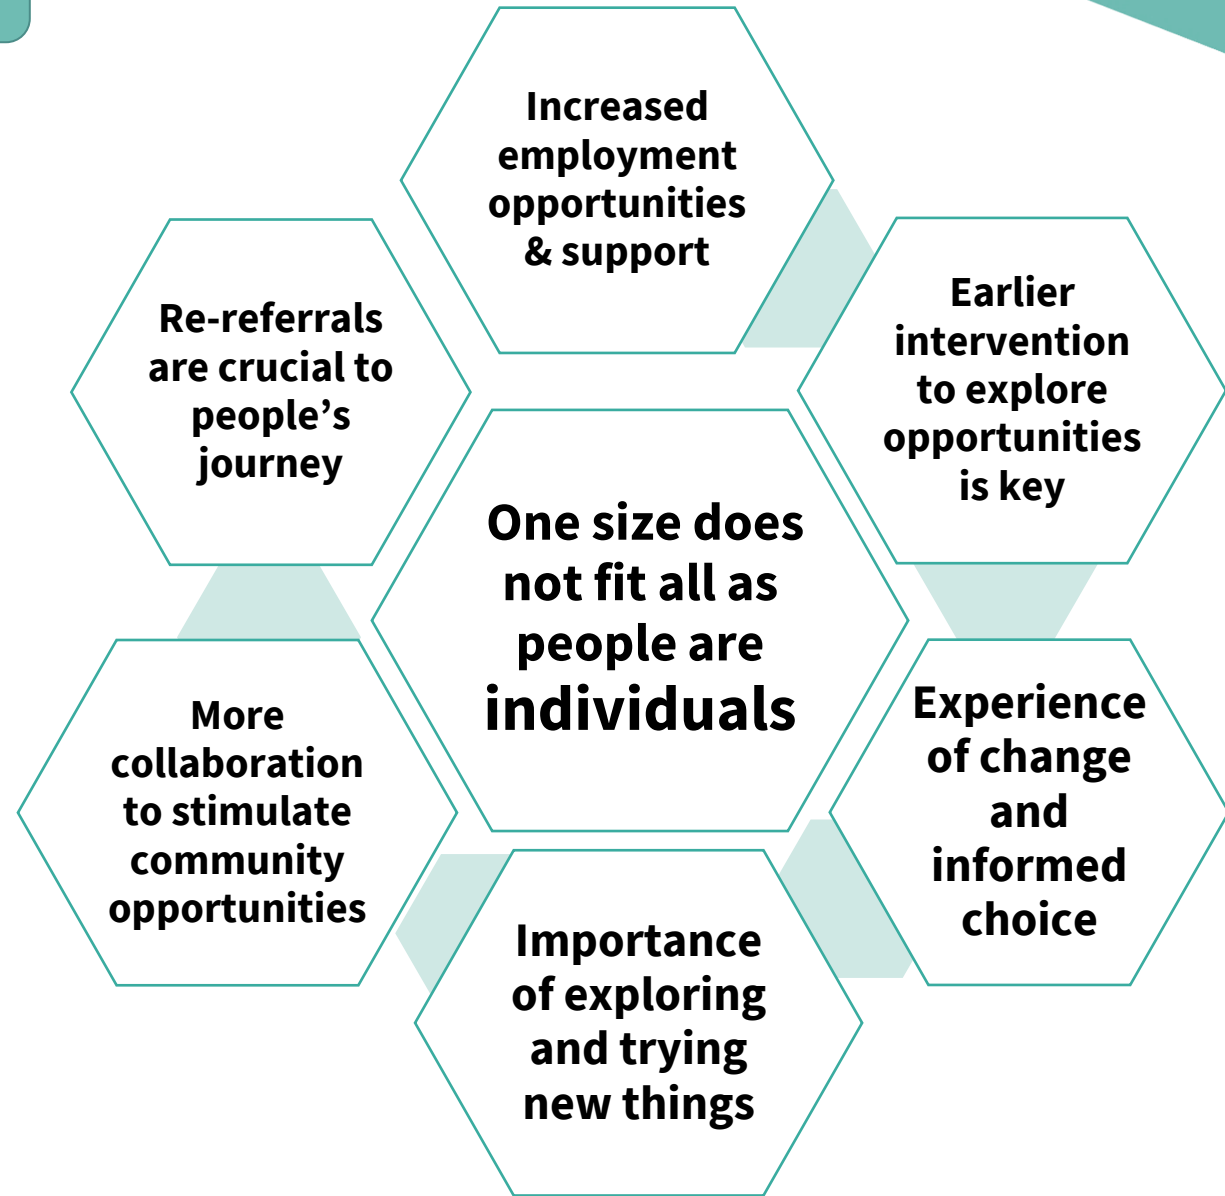 Increased
employment
opportunities
& support
Earlier
intervention
to explore
opportunities
is key
Experience
of change
and
informed
choice
Importance
of exploring
and trying
new things
More
collaboration
to stimulate
community
opportunities
Re-referrals
are crucial to
people’s
journey
One size does
not fit all as
people are
individuals